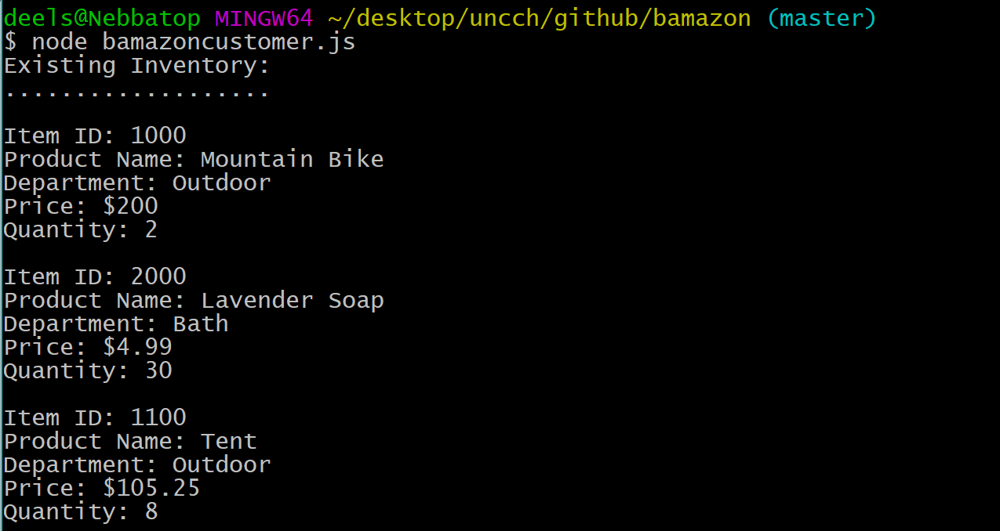 deels@Nebbatop MINGW64 ~/desktop/uncch/github/bamazon (master)
$ node bamazoncustomer.js
Existing Inventory:
...................
Item ID: 1000
Product Name: Mountain Bike
Department: Outdoor
Price: $200
Quantity: 2
Item ID: 2000
Product Name: Lavender Soap
Department: Bath
Price: $4.99
Quantity: 30
Item ID: 1100
Product Name: Tent
Department: Outdoor
Price: $105.25
Quantity: 8